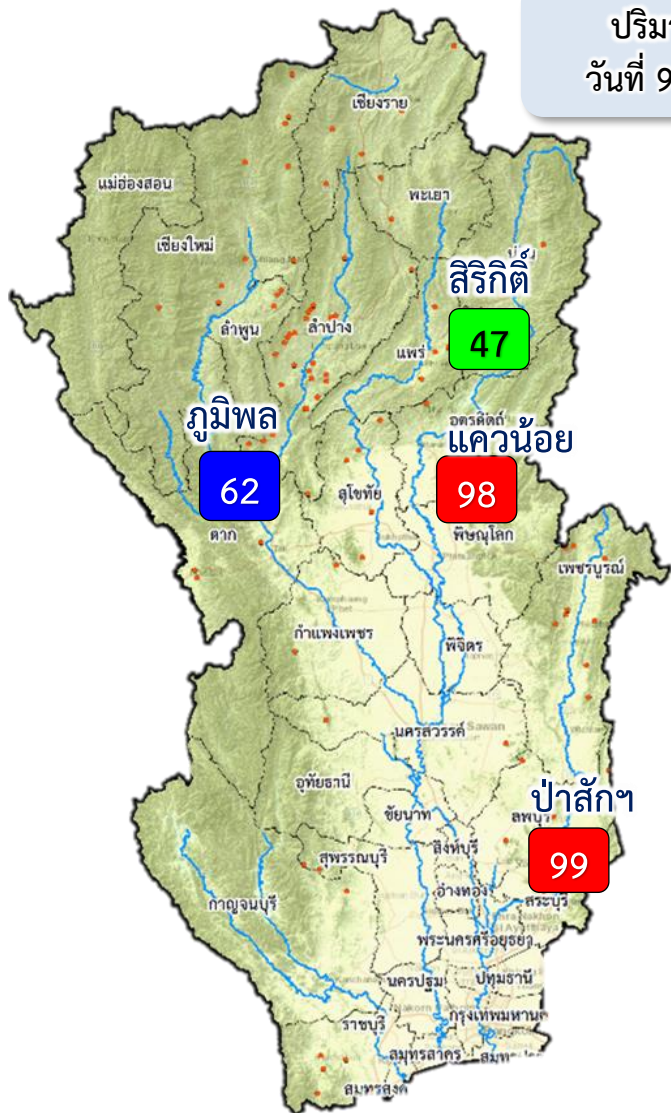 ปริมา
วันที่ 9
เชียงราย
แม่ฮ่องสอน
พะเยา
เชียงใหม่
น่าน
สิริกิติ์
47
ลำพูน
ลำปาง
แพร่
อุตรดิตถ์
ภูมิพล
62
แควน้อย
98
สุโขทัย
พิษณุโลก
ตาก
เพชรบูรณ์
กำแพงเพชร
พิจิตร
นครสวรรค์
อุทัยธานี
ป่าสักฯ
99
ชัยนาท
ลพบุรี
สิงห์บุรี
สุพรรณบุรี
อ่างทอง
สระบุรี
กาญจนบุรี
พระนครศรีอยุธยา
นครปฐม
ปทุมธานี
กรุงเทพมหานค
ราชบุรี
สมุทรสาคร
สมุทรสงค